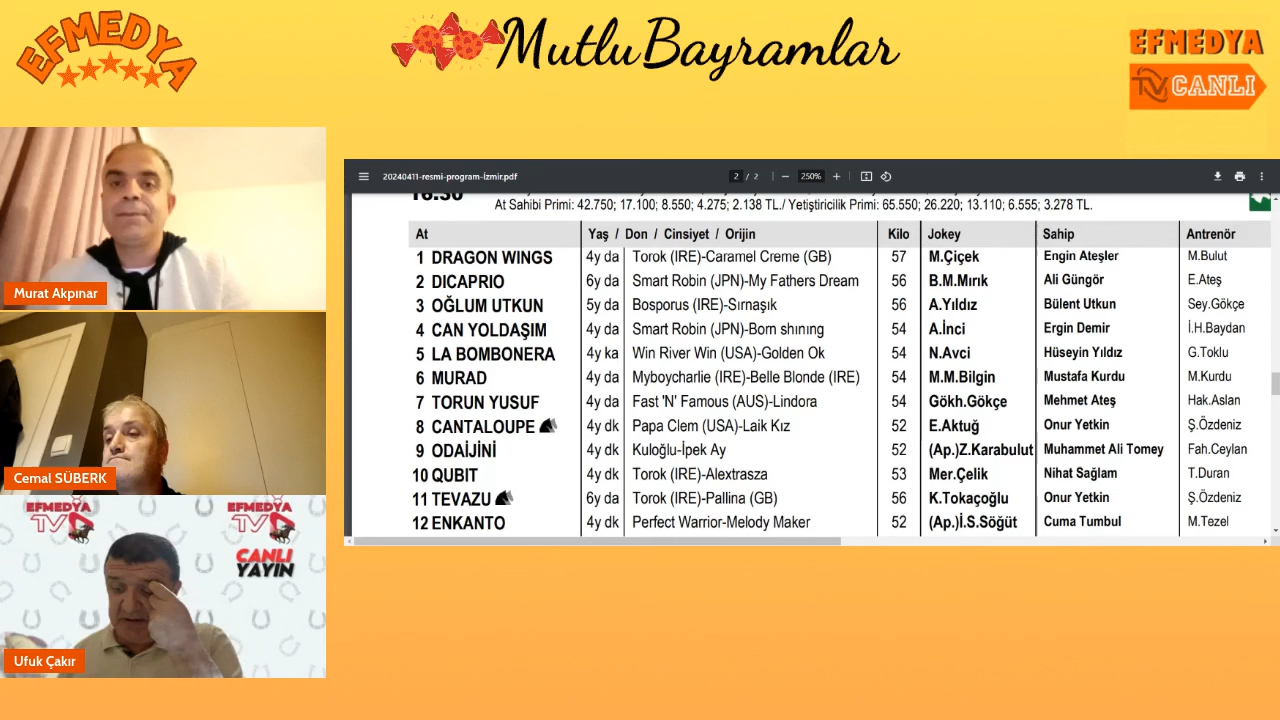 EFMEDYA
Mutlu Bayramlar
EFMEDYA
TV CANLI
Murat Akpınar
Cemal SÜBERK
EFMEDYA
TV
EFMEDYA
TV
CANLI
YAYIN
Ufuk Çakır
20240411-resmi-program-İzmir.pdf
2 / 2
250%
16:30
At Sahibi Primi: 42.750; 17.100; 8.550; 4.275; 2.138 TL./ Yetiştiricilik Primi: 65.550; 26.220; 13.110; 6.555; 3.278 TL.
At Yaş / Don / Cinsiyet / Orijin Kilo Jokey Sahip Antrenör
1 DRAGON WINGS 4y da Torok (IRE)-Caramel Creme (GB) 57 M.Çiçek Engin Ateşler M.Bulut
2 DICAPRIO 6y da Smart Robin (JPN)-My Fathers Dream 56 B.M.Mırık Ali Güngör E.Ateş
3 OĞLUM UTKUN 5y da Bosporus (IRE)-Sırnaşık 56 A.Yıldız Bülent Utkun Sey.Gökçe
4 CAN YOLDAŞIM 4y da Smart Robin (JPN)-Born shınıng 54 A.İnci Ergin Demir İ.H.Baydan
5 LA BOMBONERA 4y ka Win River Win (USA)-Golden Ok 54 N.Avci Hüseyin Yıldız G.Toklu
6 MURAD 4y da Myboycharlie (IRE)-Belle Blonde (IRE) 54 M.M.Bilgin Mustafa Kurdu M.Kurdu
7 TORUN YUSUF 4y da Fast 'N' Famous (AUS)-Lindora 54 Gökh.Gökçe Mehmet Ateş Hak.Aslan
8 CANTALOUPE 4y dk Papa Clem (USA)-Laik Kız 52 E.Aktuğ Onur Yetkin Ş.Özdeniz
9 ODAİJİNİ 4y dk Kuloğlu-İpek Ay 52 (Ap.)Z.Karabulut Muhammet Ali Tomey Fah.Ceylan
10 QUBIT 4y dk Torok (IRE)-Alextrasza 53 Mer.Çelik Nihat Sağlam T.Duran
11 TEVAZU 6y da Torok (IRE)-Pallina (GB) 56 K.Tokaçoğlu Onur Yetkin Ş.Özdeniz
12 ENKANTO 4y dk Perfect Warrior-Melody Maker 52 (Ap.)İ.S.Söğüt Cuma Tumbul M.Tezel